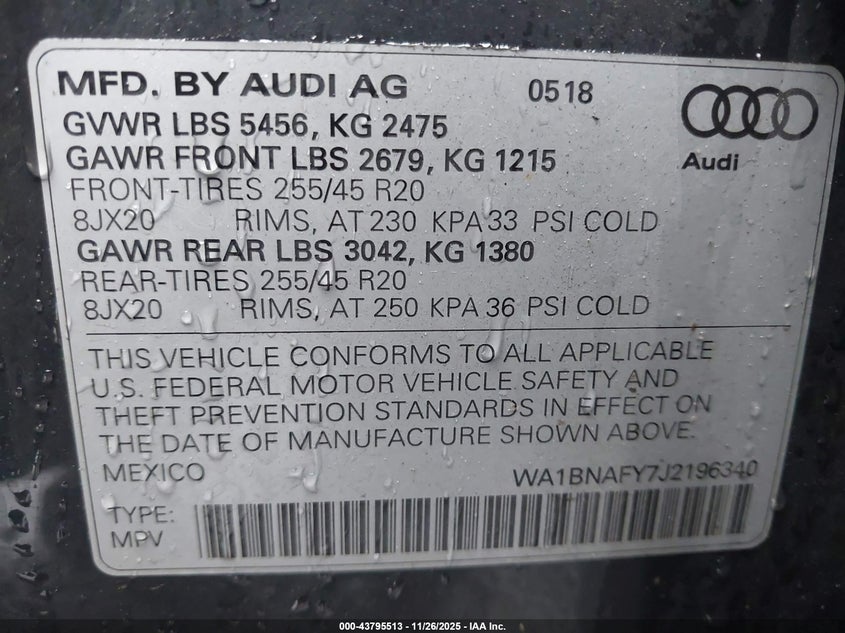 MFD. BY AUDI AG 0518
GVWR LBS 5456, KG 2475
GAWR FRONT LBS 2679, KG 1215
Audi
FRONT-TIRES 255/45 R20
8JX20 RIMS, AT 230 KPA 33 PSI COLD
GAWR REAR LBS 3042, KG 1380
REAR-TIRES 255/45 R20
8JX20 RIMS, AT 250 KPA 36 PSI COLD
THIS VEHICLE CONFORMS TO ALL APPLICABLE
U.S. FEDERAL MOTOR VEHICLE SAFETY AND
THEFT PREVENTION STANDARDS IN EFFECT ON
THE DATE OF MANUFACTURE SHOWN ABOVE.
MEXICO WA1BNAFY7J2196340
TYPE:
MPV
000-43795513 - 11/26/2025 - IAA Inc.